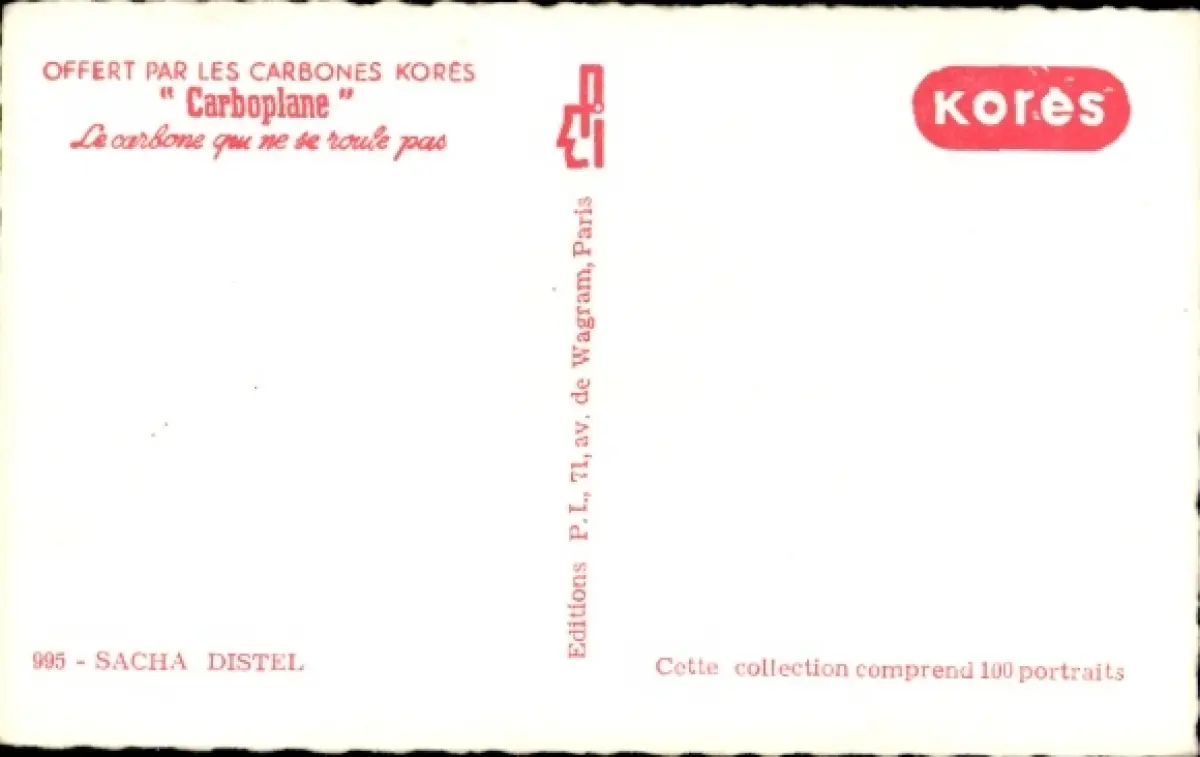 OFFERT PAR LES CARBONES KORÈS
" Carboplane "
Le carbone qui ne se roule pas
Korès
Editions P. I., 71, av. de Wagram, Paris
995 - SACHA DISTEL
Cette collection comprend 100 portraits